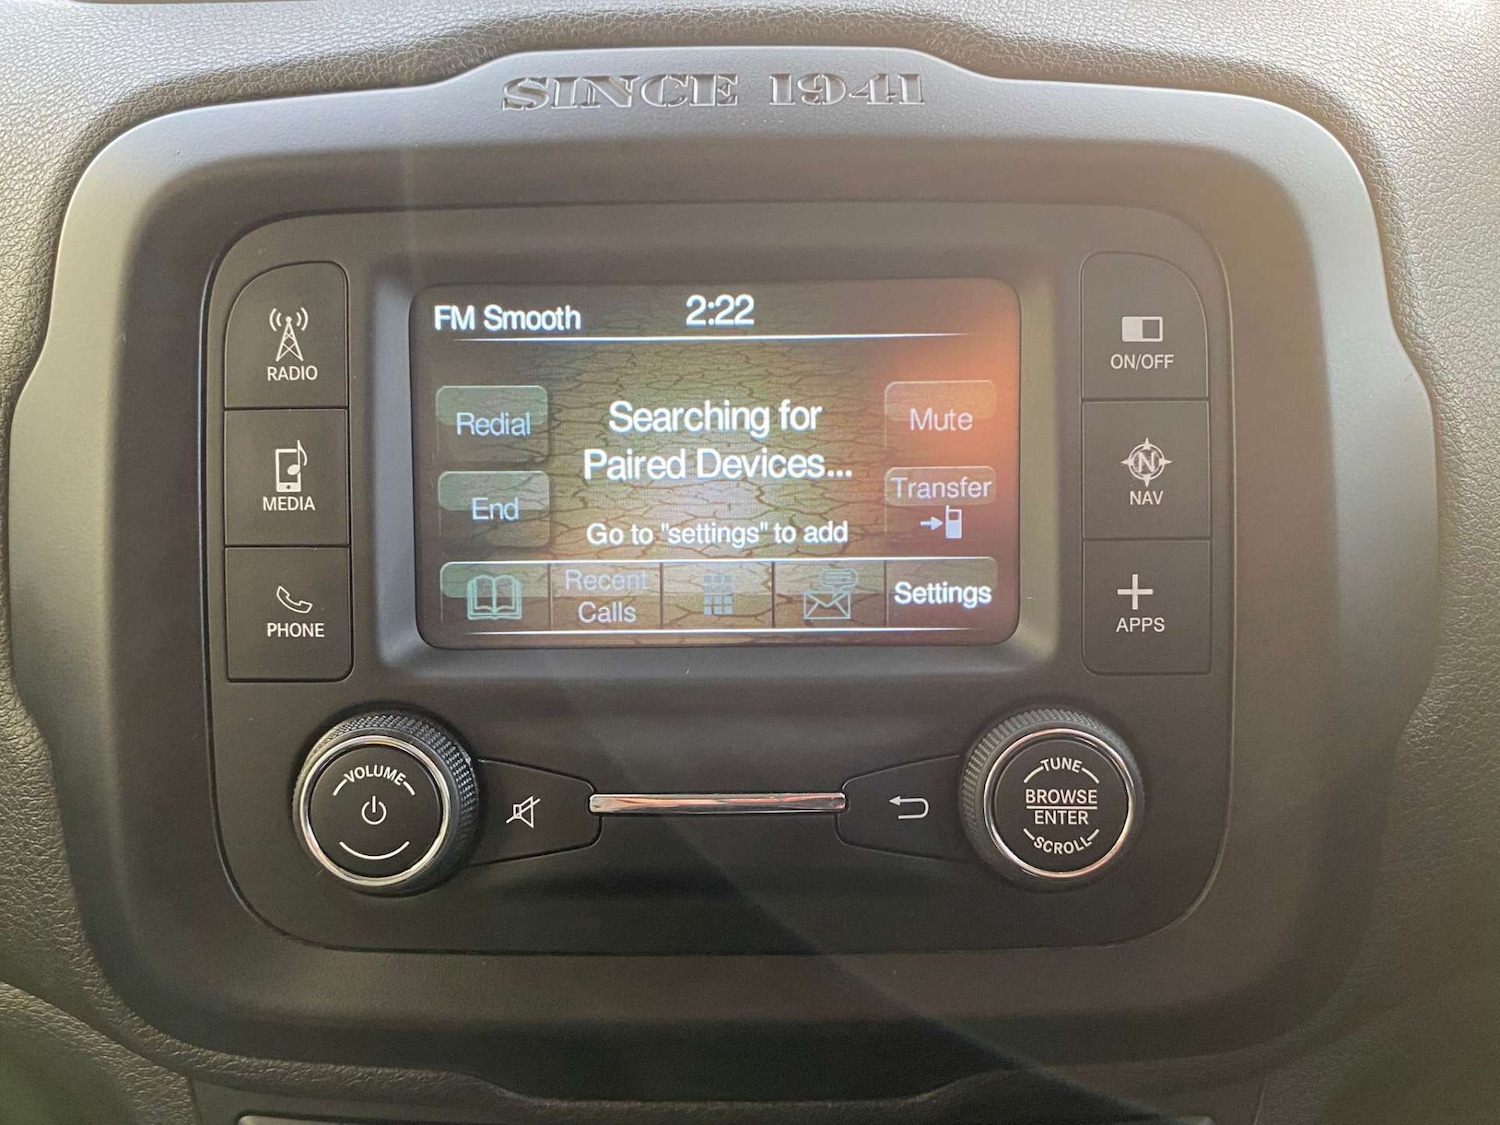 SINCE 1941
FM Smooth
2:22
RADIO
MEDIA
PHONE
Redial
End
Searching for
Paired Devices...
Go to "settings" to add
Mute
Transfer
Recent
Calls
Settings
ON/OFF
N
NAV
APPS
VOLUME
TUNE
BROWSE
ENTER
SCROLL